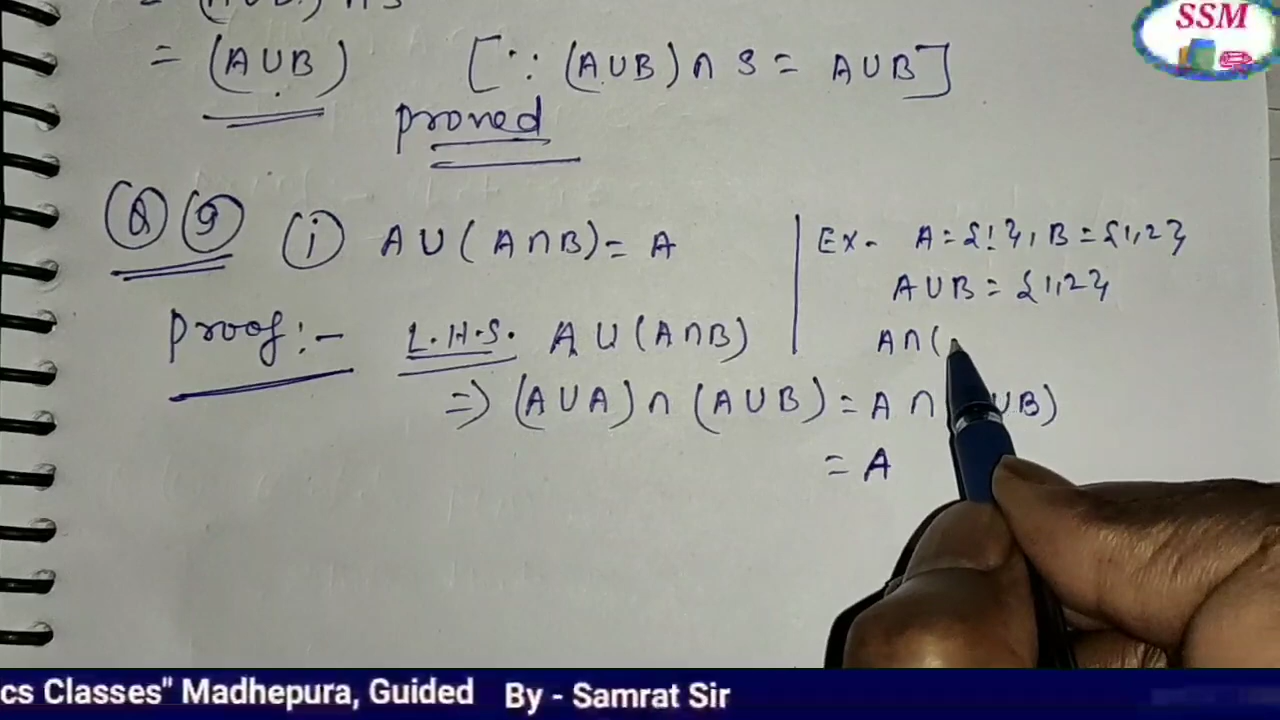 = (A∪B) [∵ (A∪B)∩S = A∪B]
proved
Q 9 (i) A∪(A∩B)=A
Ex- A={1}, B={1,2}
A∪B={1,2}
Proof:- L.H.S. A∪(A∩B)
A∩(
⇒ (A∪A)∩(A∪B)=A∩ ∪B)
= A
SSM
cs Classes" Madhepura, Guided By - Samrat Sir